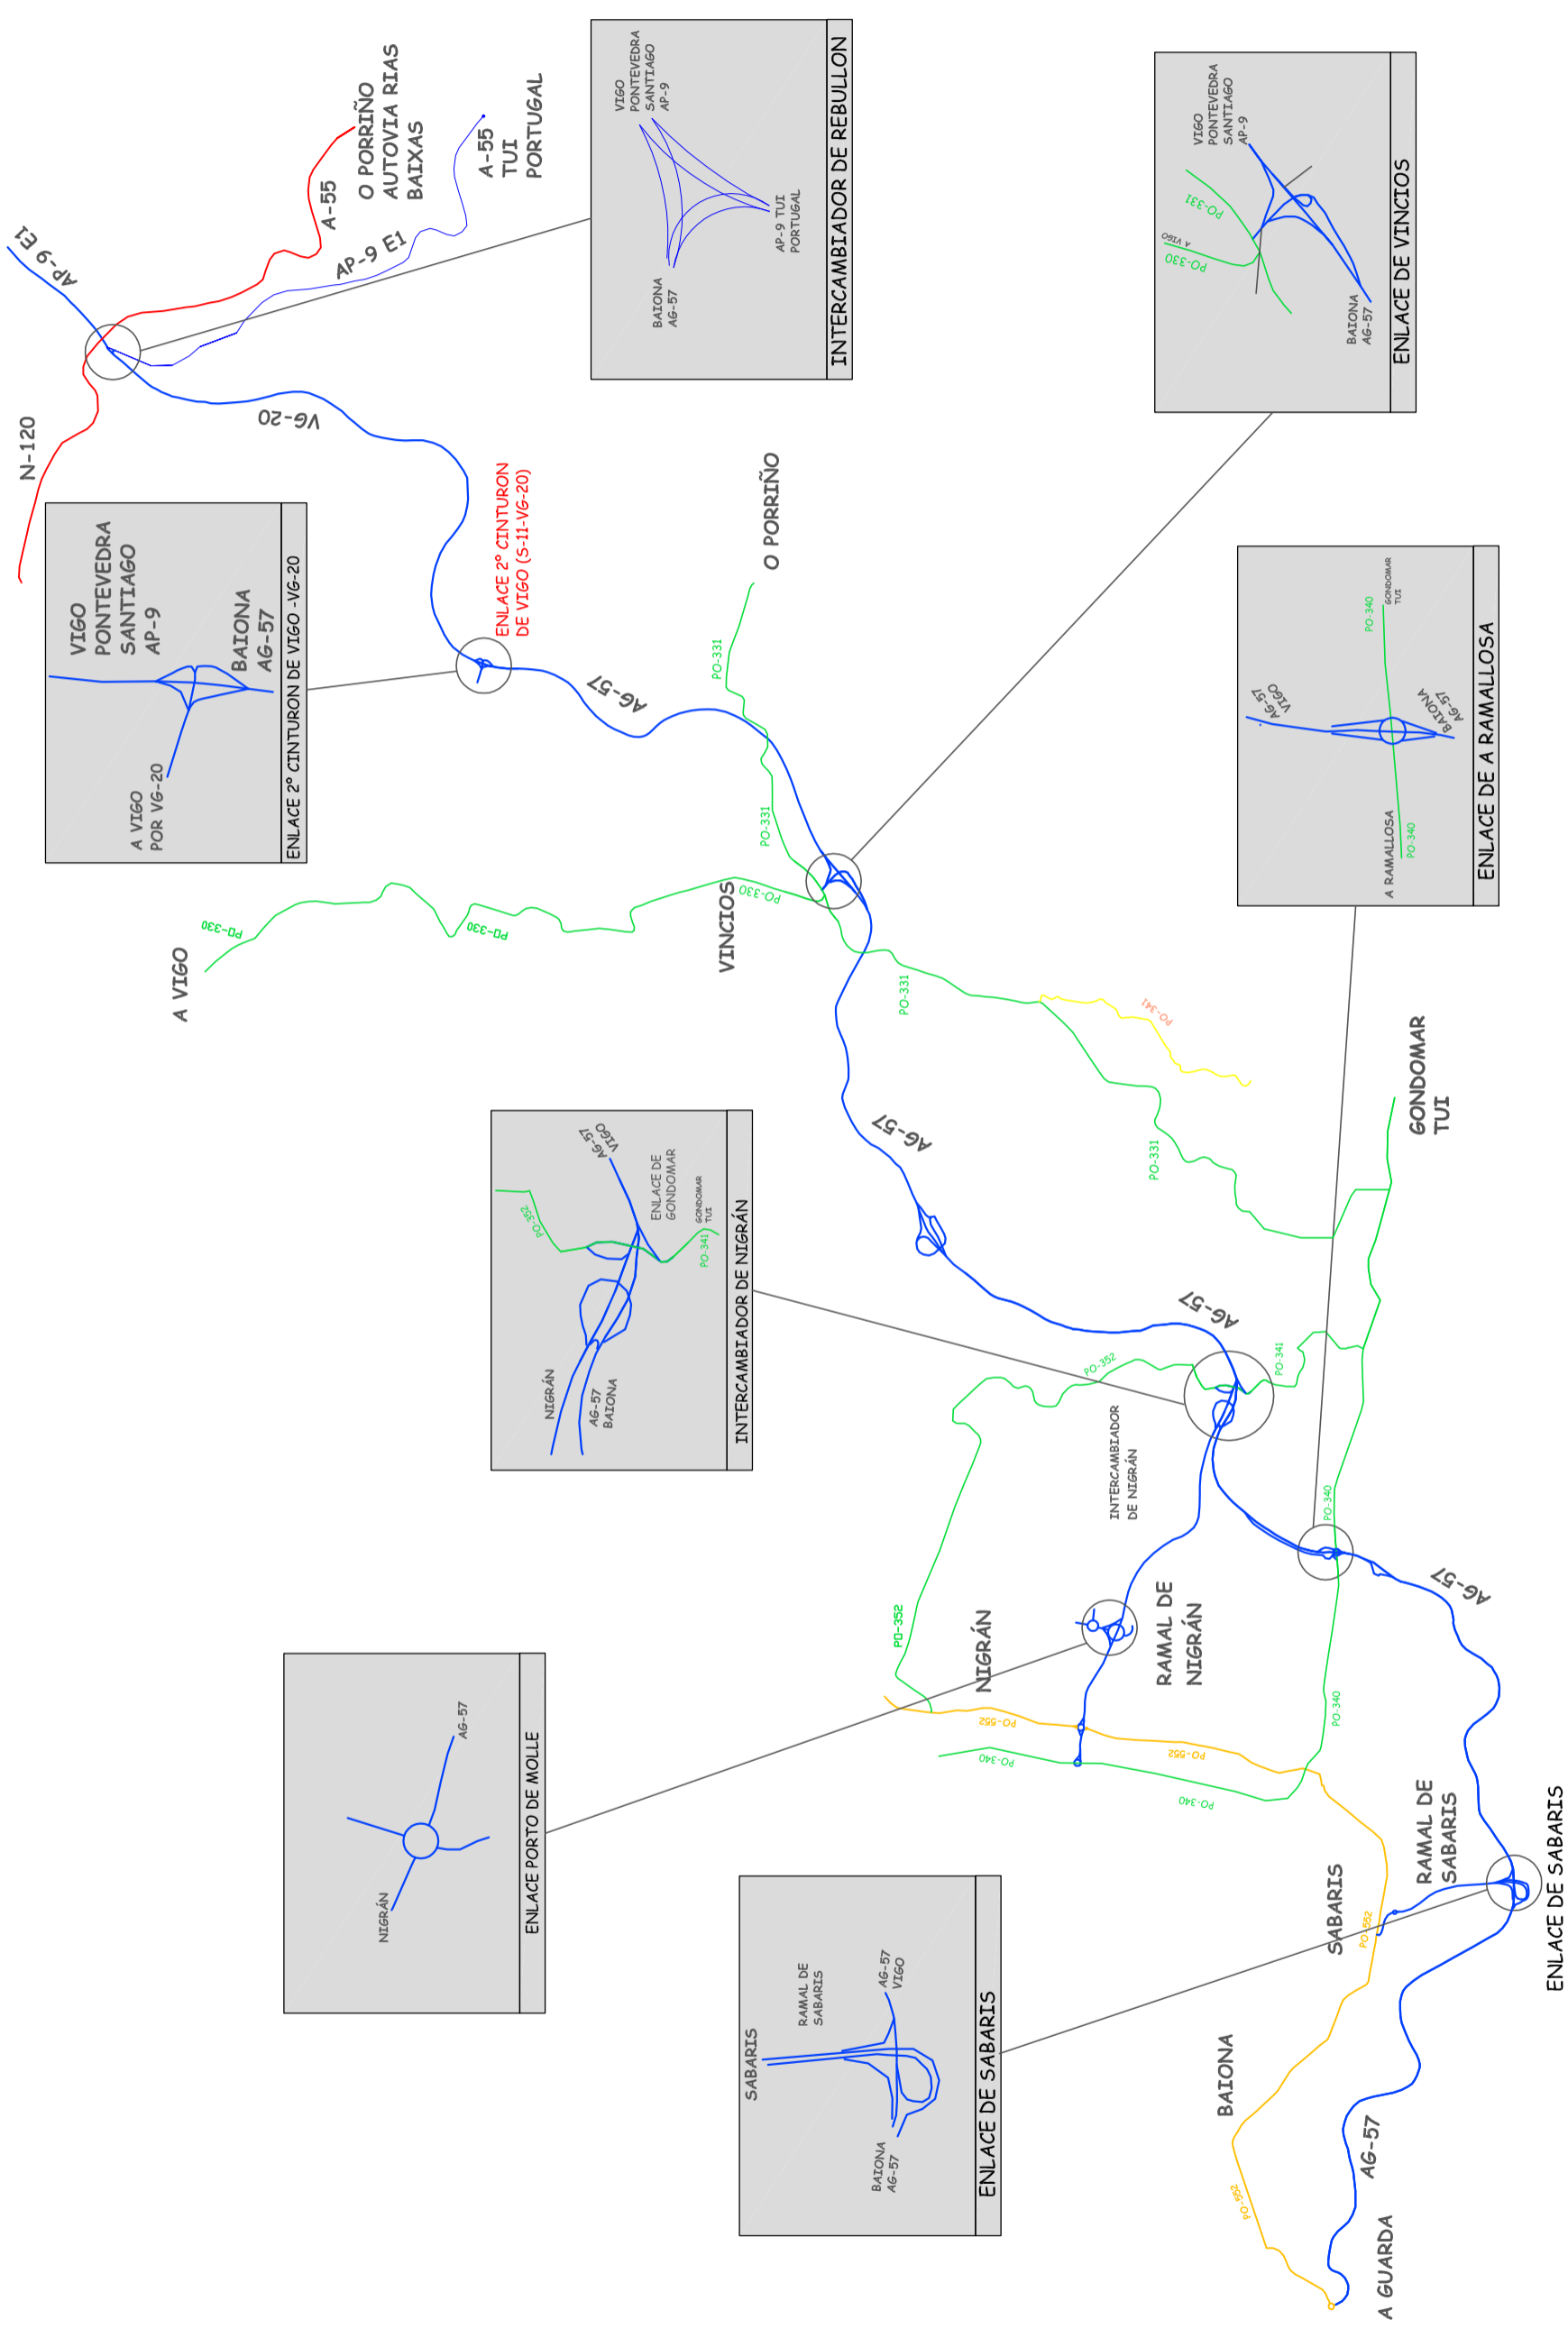 AP-9 E1
N-120
A-55
O PORRIÑO
AUTOVIA RIAS
BAIXAS
AP-9 E1
A-55
TUI
PORTUGAL
VG-20
VIGO
PONTEVEDRA
SANTIAGO
AP-9
BAIONA
AG-57
A VIGO
POR VG-20
ENLACE 2º CINTURON DE VIGO -VG-20
VIGO
PONTEVEDRA
SANTIAGO
AP-9
BAIONA
AG-57
AP-9 TUI
PORTUGAL
INTERCAMBIADOR DE REBULLON
ENLACE 2º CINTURON
DE VIGO (S-11-VG-20)
O PORRIÑO
AG-57
PO-331
PO-331
PO-330
PO-330
PO-330
A VIGO
VINCIOS
VIGO
PONTEVEDRA
SANTIAGO
AP-9
PO-331
A VIGO
PO-330
BAIONA
AG-57
ENLACE DE VINCIOS
PO-331
PO-341
PO-331
AG-57
GONDOMAR
TUI
AG-57
VIGO
PO-340
GONDOMAR
TUI
BAIONA
AG-57
A RAMALLOSA
PO-340
ENLACE DE A RAMALLOSA
AG-57
VIGO
PO-352
ENLACE DE
GONDOMAR
GONDOMAR
TUI
PO-341
NIGRÁN
AG-57
BAIONA
INTERCAMBIADOR DE NIGRÁN
AG-57
PO-352
PO-341
INTERCAMBIADOR
DE NIGRÁN
PO-340
PO-352
NIGRÁN
RAMAL DE
NIGRÁN
AG-57
PO-552
PO-340
PO-552
PO-340
PO-340
AG-57
NIGRÁN
ENLACE PORTO DE MOLLE
RAMAL DE
SABARIS
SABARIS
PO-552
ENLACE DE SABARIS
SABARIS
RAMAL DE
SABARIS
AG-57
VIGO
BAIONA
AG-57
ENLACE DE SABARIS
BAIONA
AG-57
PO-552
A GUARDA